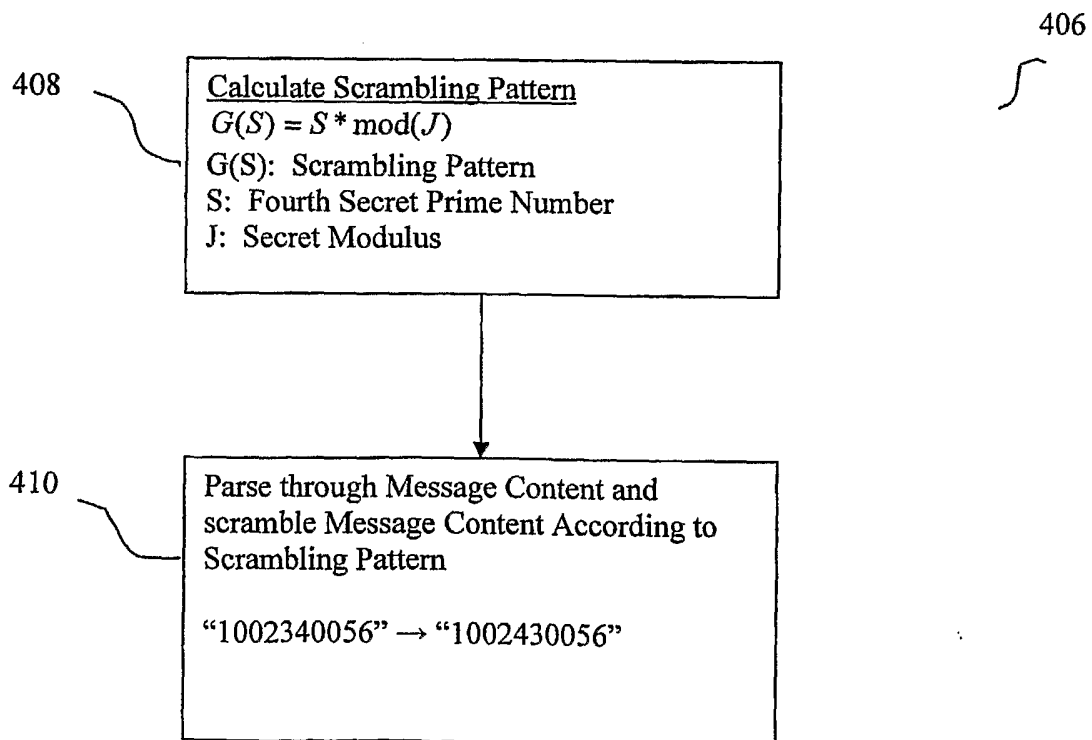 406
408
Calculate Scrambling Pattern
G(S) = S * mod(J)
G(S): Scrambling Pattern
S: Fourth Secret Prime Number
J: Secret Modulus
410
Parse through Message Content and
scramble Message Content According to
Scrambling Pattern
“1002340056” → “1002430056”